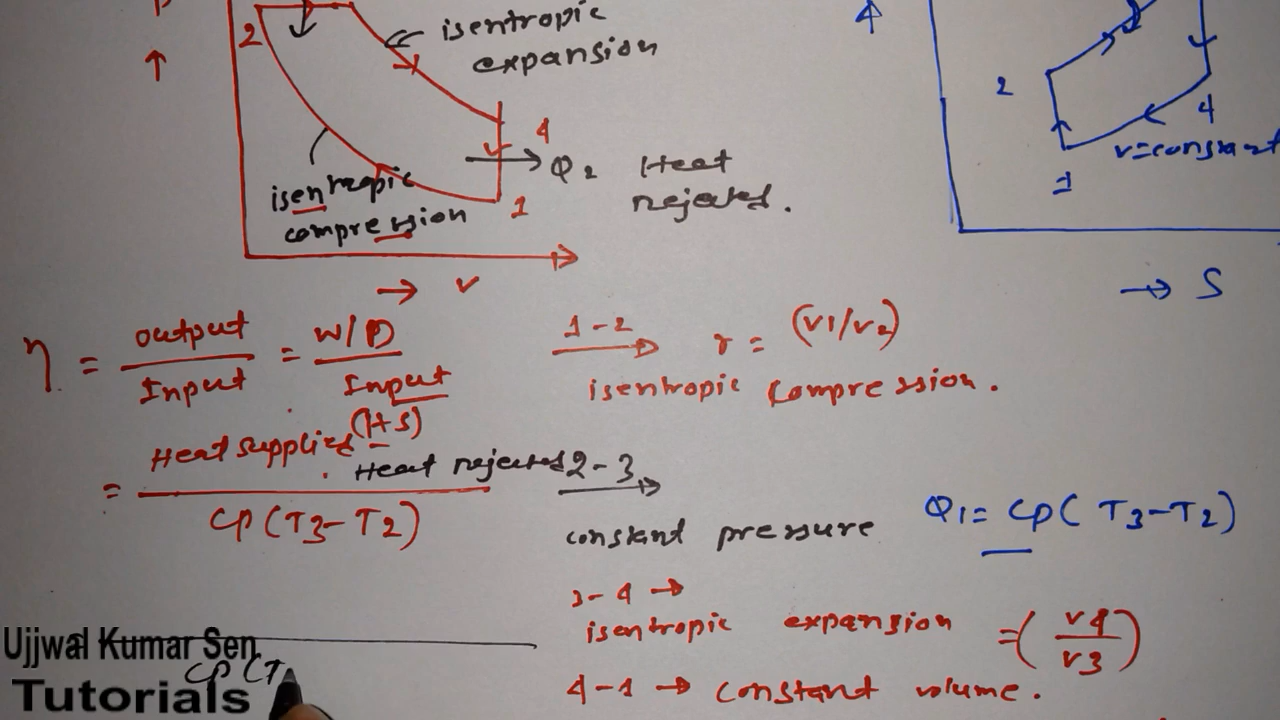 2
isentropic
expansion
4
Q2 Heat
rejected.
isentropic
compression
1
→ v
2
4
v=constant
1
→ S
η = output / Input = W/D / Input
(HS)
1-2
r = (v1/v2)
isentropic compression.
= Heat supplied - Heat rejected / Cp (T3-T2)
2-3
constant pressure Q1 = Cp ( T3-T2)
3-4 →
isentropic expansion =(v4/v3)
4-1 → constant volume.
Cp (T
Ujjwal Kumar Sen
Tutorials